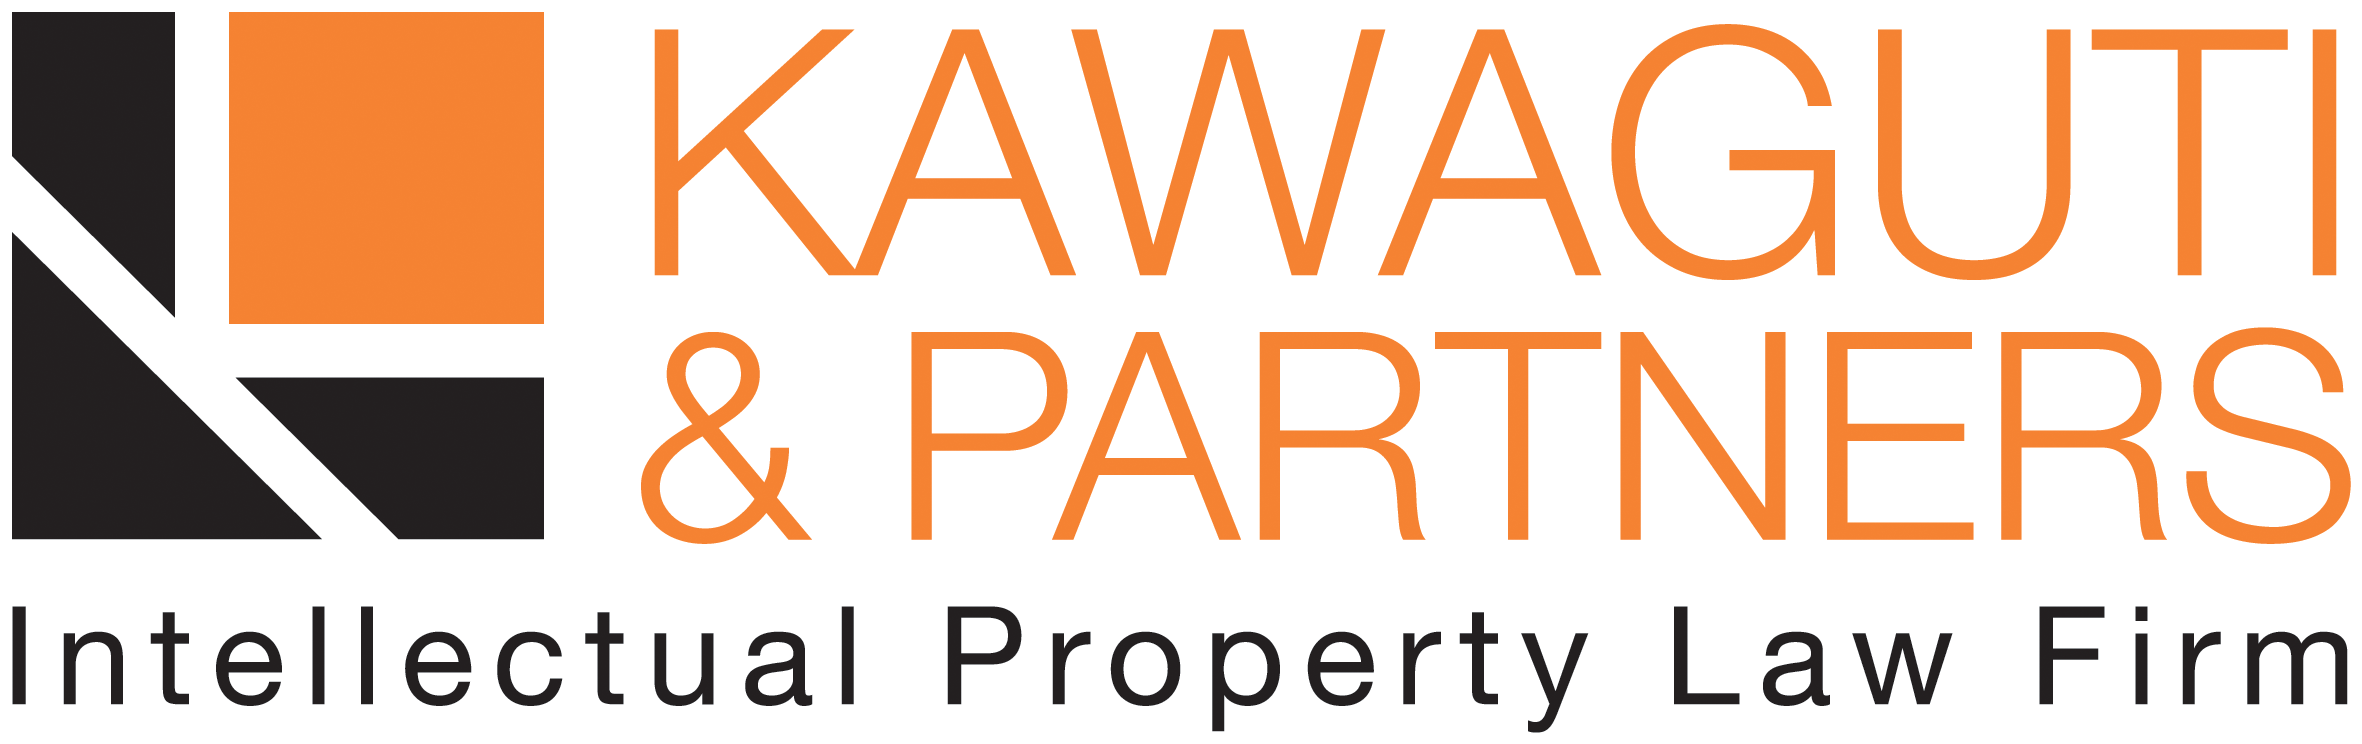 KAWAGUTI
& PARTNERS
Intellectual Property Law Firm